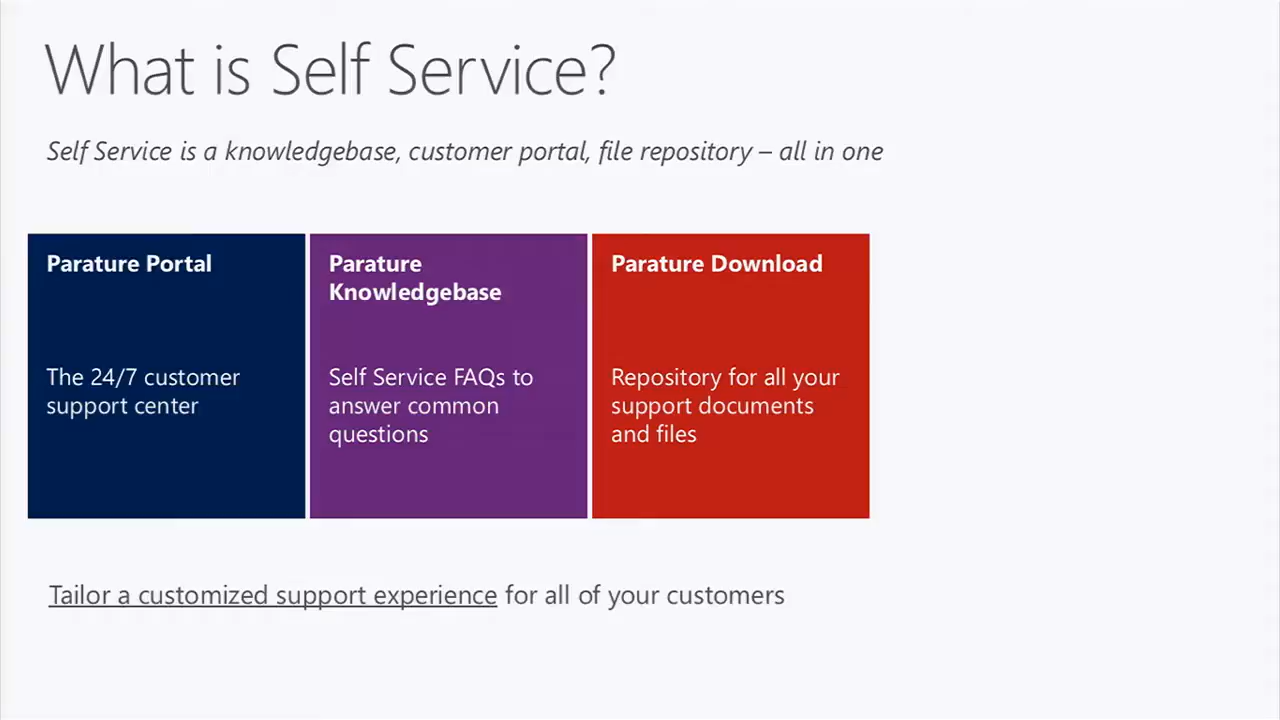 What is Self Service?
Self Service is a knowledgebase, customer portal, file repository – all in one
Parature Portal
The 24/7 customer
support center
Parature
Knowledgebase
Self Service FAQs to
answer common
questions
Parature Download
Repository for all your
support documents
and files
Tailor a customized support experience for all of your customers